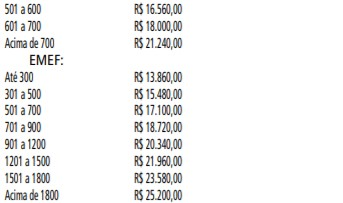 501 a 600 R$ 16.560,00
601 a 700 R$ 18.000,00
Acima de 700 R$ 21.240,00
EMEF:
Até 300 R$ 13.860,00
301 a 500 R$ 15.480,00
501 a 700 R$ 17.100,00
701 a 900 R$ 18.720,00
901 a 1200 R$ 20.340,00
1201 a 1500 R$ 21.960,00
1501 a 1800 R$ 23.580,00
Acima de 1800 R$ 25.200,00